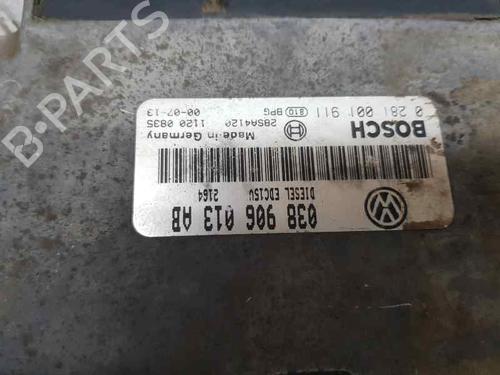 038 906 013 AB
DIESEL EDC15V 2164
BOSCH Made in Germany
0 281 001 911 BPG 28SA4120 1120 0835
00-07-13
B-PARTS